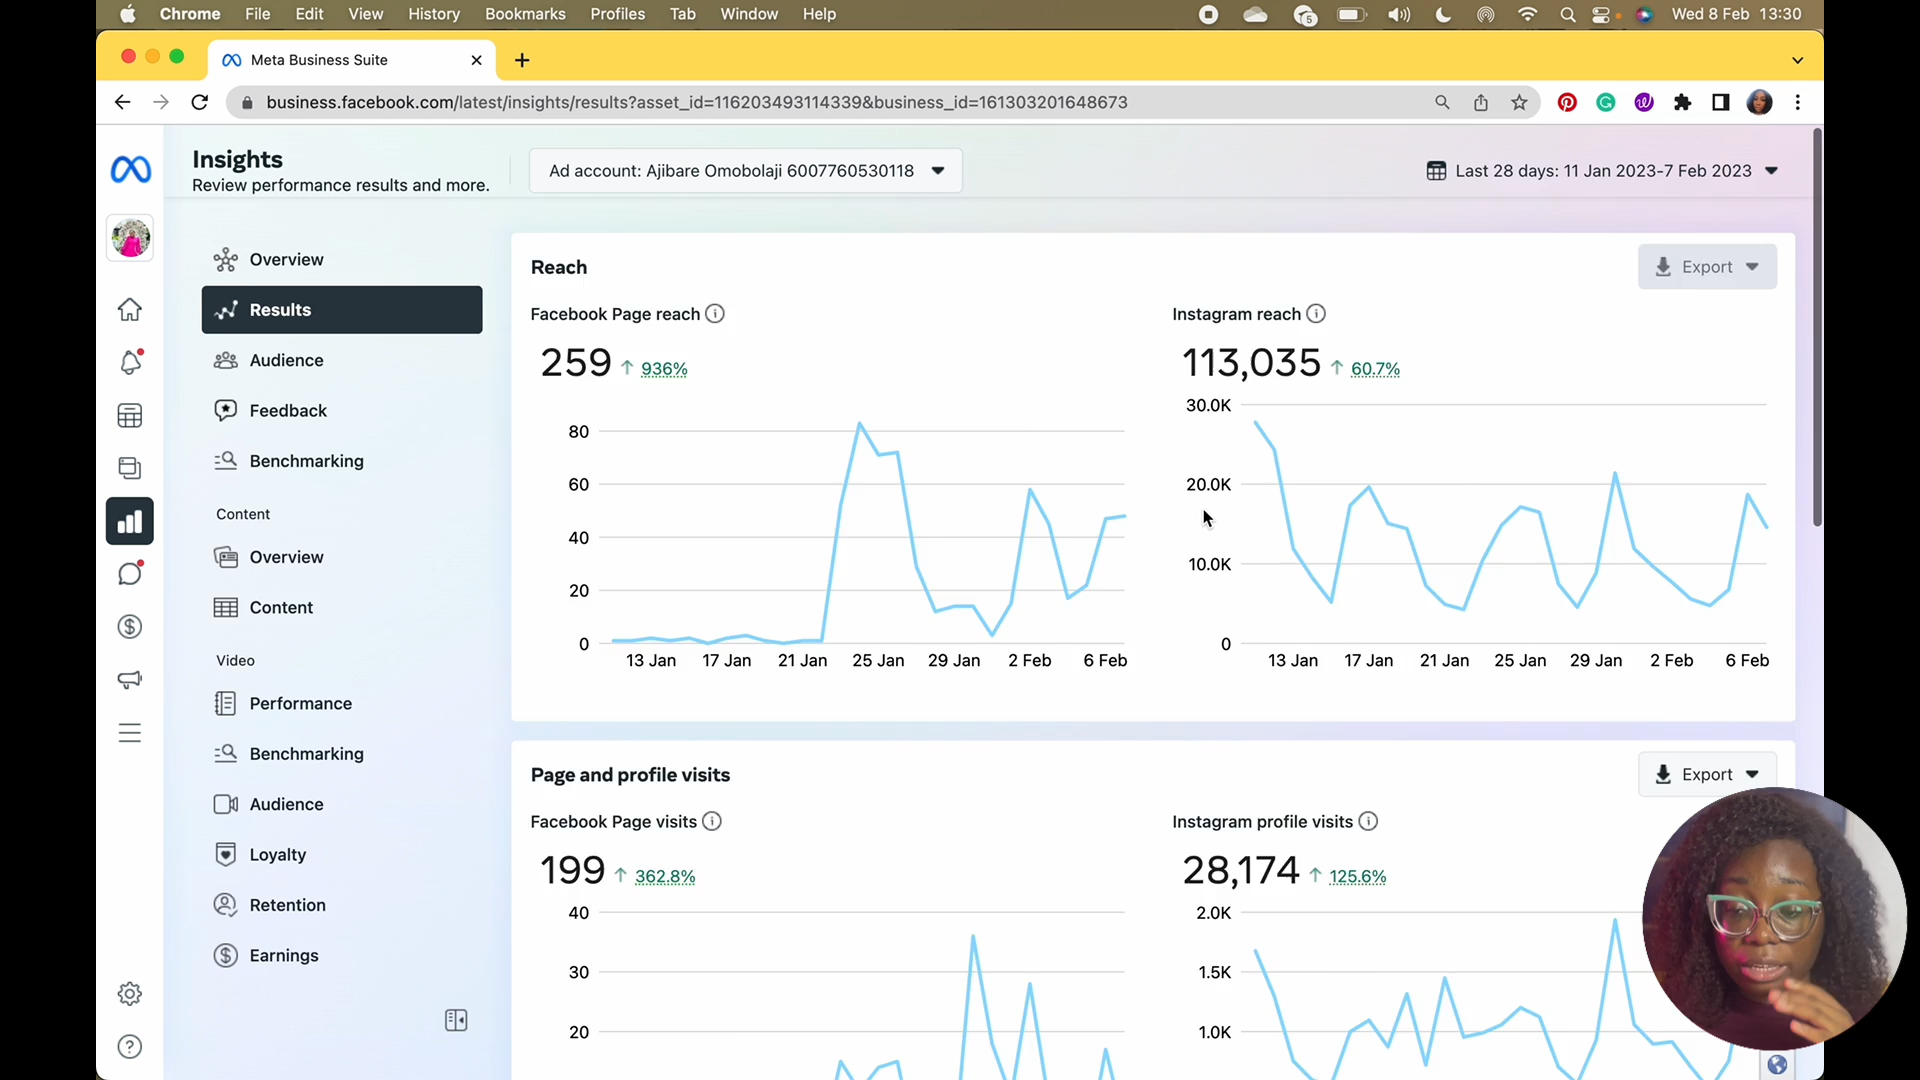 Chrome File Edit View History Bookmarks Profiles Tab Window Help 5 Wed 8 Feb 13:30
Meta Business Suite
business.facebook.com/latest/insights/results?asset_id=116203493114339&business_id=161303201648673
Insights
Review performance results and more.
Ad account: Ajibare Omobolaji 6007760530118
Last 28 days: 11 Jan 2023-7 Feb 2023
Overview
Results
Audience
Feedback
Benchmarking
Content
Overview
Content
Video
Performance
Benchmarking
Audience
Loyalty
Retention
Earnings
Reach
Export
Facebook Page reach
259 ↑ 936%
80
60
40
20
0
13 Jan 17 Jan 21 Jan 25 Jan 29 Jan 2 Feb 6 Feb
Instagram reach
113,035 ↑ 60.7%
30.0K
20.0K
10.0K
0
13 Jan 17 Jan 21 Jan 25 Jan 29 Jan 2 Feb 6 Feb
Page and profile visits
Export
Facebook Page visits
199 ↑ 362.8%
40
30
20
Instagram profile visits
28,174 ↑ 125.6%
2.0K
1.5K
1.0K